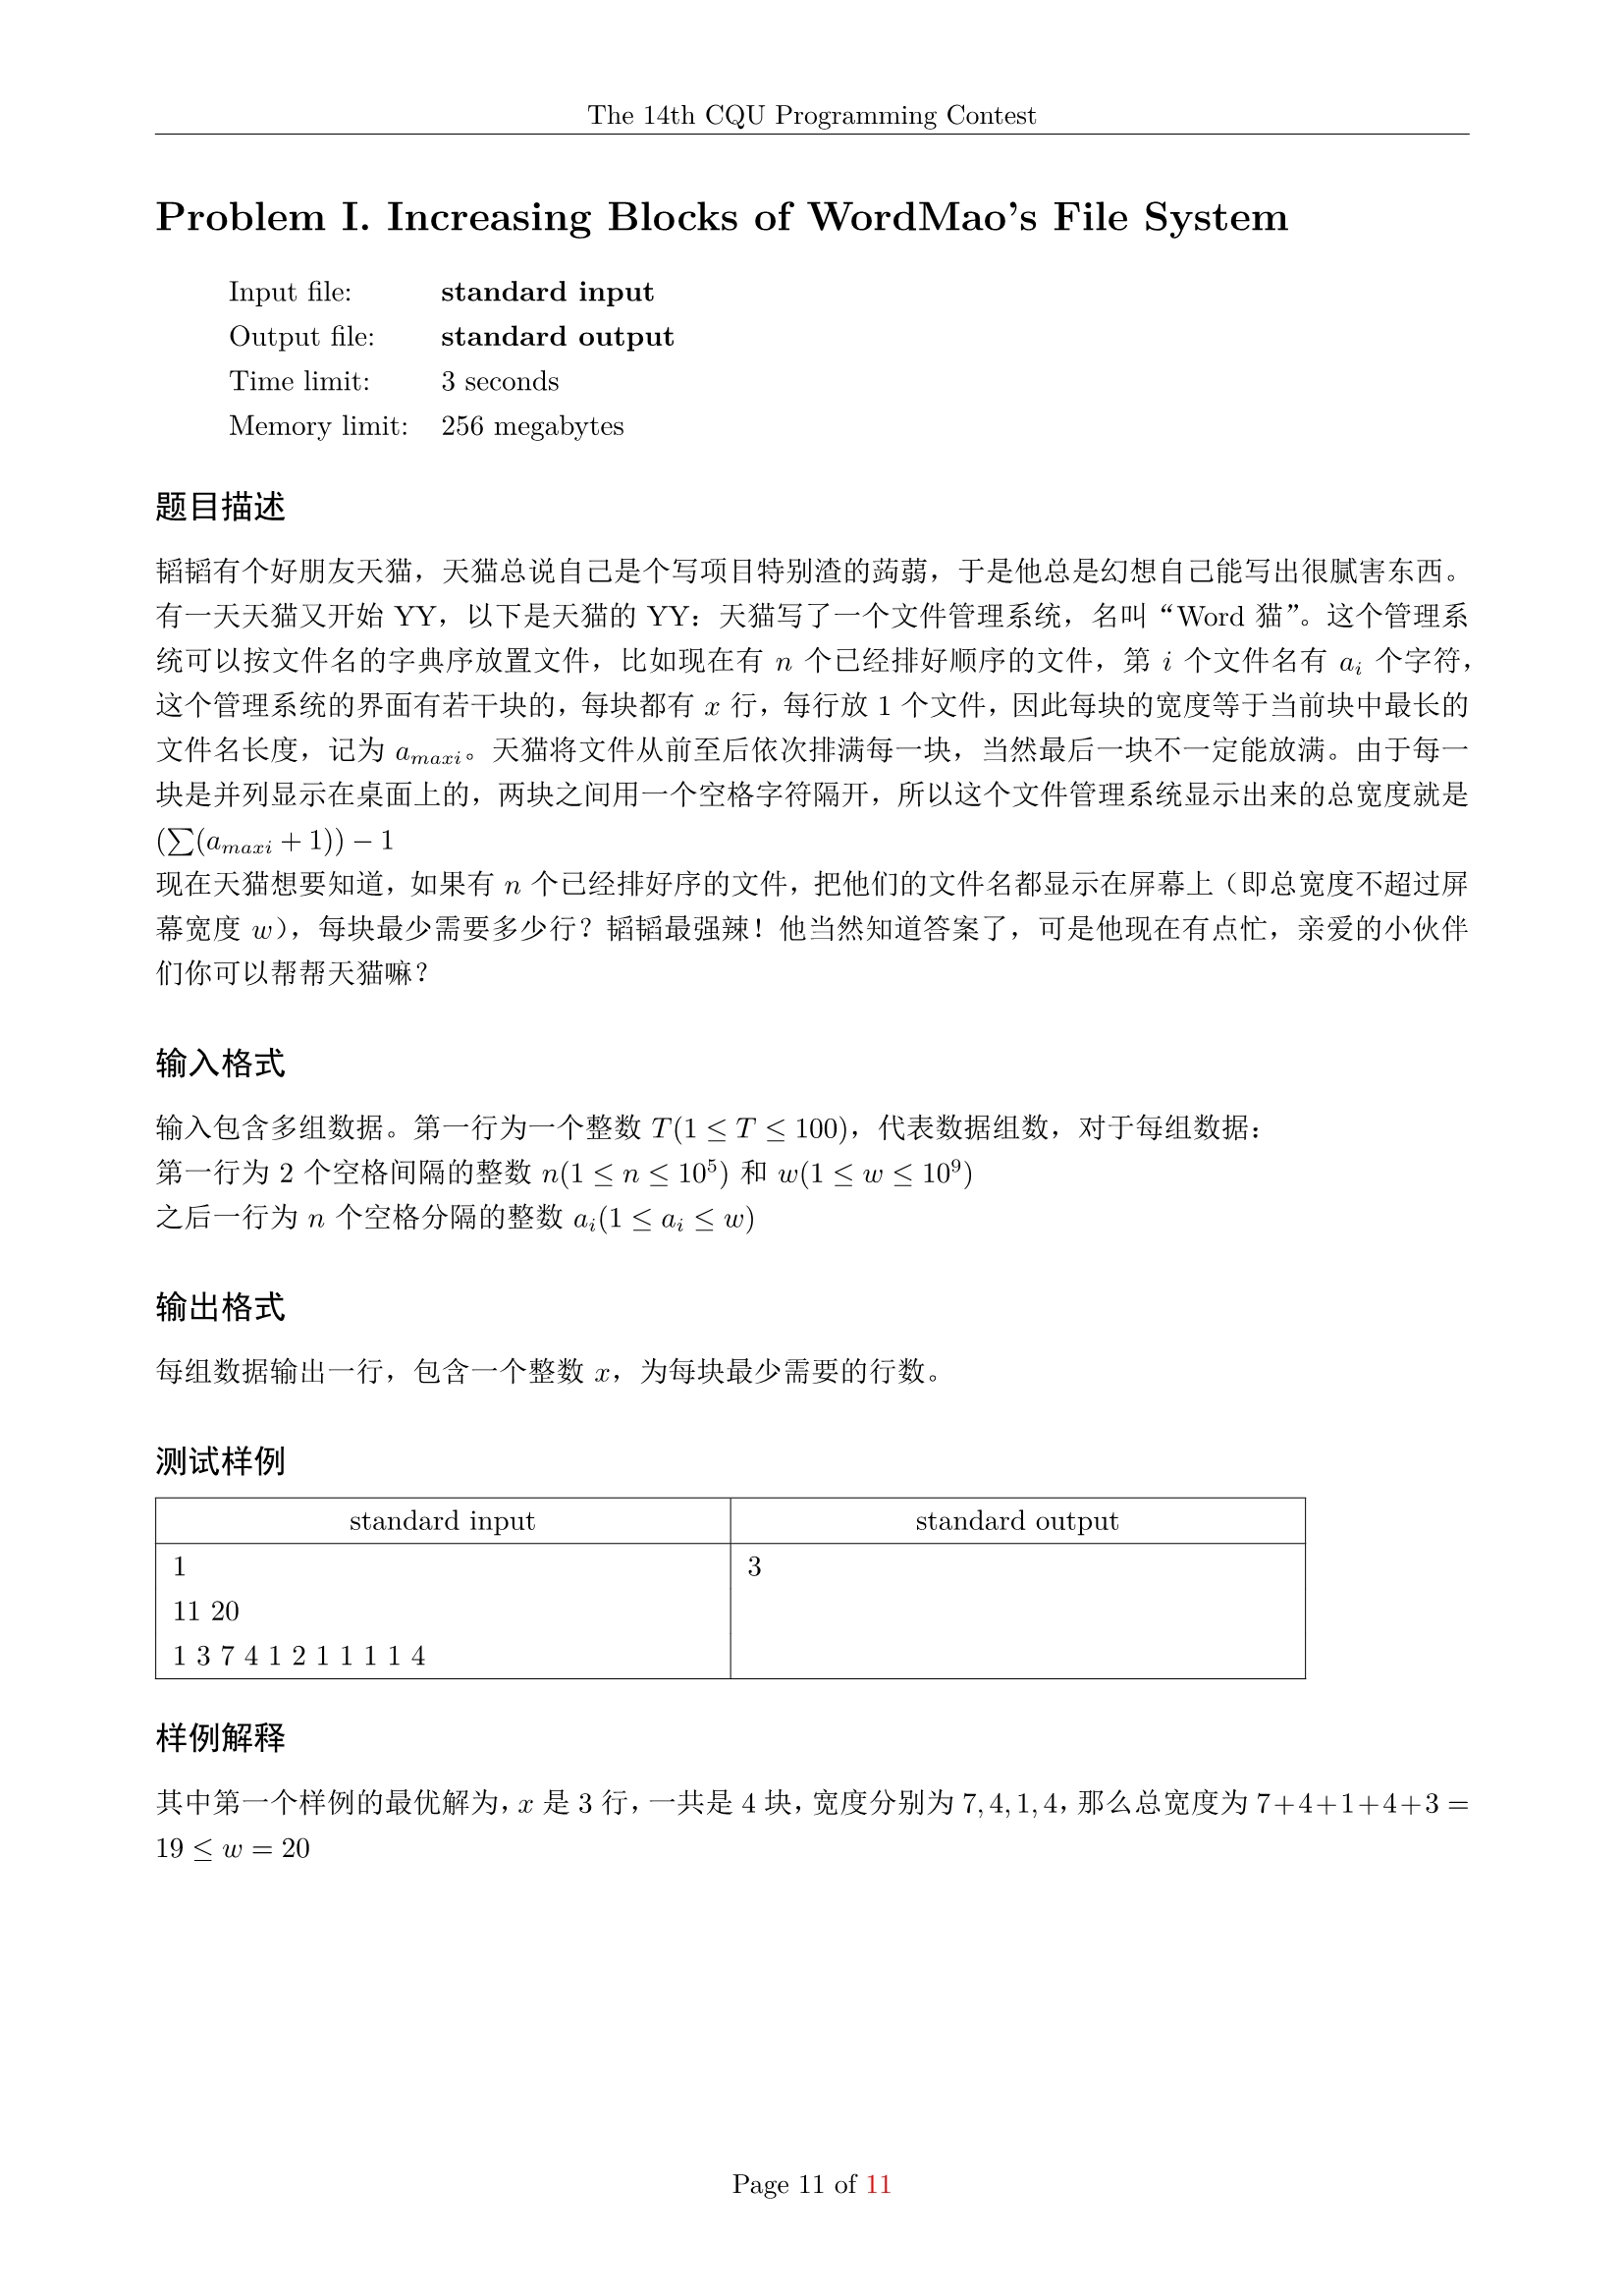 The 14th CQU Programming Contest
Problem I. Increasing Blocks of WordMao's File System
Input file: standard input
Output file: standard output
Time limit: 3 seconds
Memory limit: 256 megabytes
题目描述
韬韬有个好朋友天猫，天猫总说自己是个写项目特别渣的蒟蒻，于是他总是幻想自己能写出很腻害东西。
有一天天猫又开始 YY，以下是天猫的 YY：天猫写了一个文件管理系统，名叫 “Word 猫”。这个管理系
统可以按文件名的字典序放置文件，比如现在有 n 个已经排好顺序的文件，第 i 个文件名有 a_i 个字符，
这个管理系统的界面有若干块的，每块都有 x 行，每行放 1 个文件，因此每块的宽度等于当前块中最长的
文件名长度，记为 a_{maxi}。天猫将文件从前至后依次排满每一块，当然最后一块不一定能放满。由于每一
块是并列显示在桌面上的，两块之间用一个空格字符隔开，所以这个文件管理系统显示出来的总宽度就是
(∑(a_{maxi} + 1)) − 1
现在天猫想要知道，如果有 n 个已经排好序的文件，把他们的文件名都显示在屏幕上（即总宽度不超过屏
幕宽度 w），每块最少需要多少行？韬韬最强辣！他当然知道答案了，可是他现在有点忙，亲爱的小伙伴
们你可以帮帮天猫嘛？
输入格式
输入包含多组数据。第一行为一个整数 T(1 ≤ T ≤ 100)，代表数据组数，对于每组数据：
第一行为 2 个空格间隔的整数 n(1 ≤ n ≤ 10^5) 和 w(1 ≤ w ≤ 10^9)
之后一行为 n 个空格分隔的整数 a_i(1 ≤ a_i ≤ w)
输出格式
每组数据输出一行，包含一个整数 x，为每块最少需要的行数。
测试样例
standard input standard output
1 3
11 20
1 3 7 4 1 2 1 1 1 1 4
样例解释
其中第一个样例的最优解为，x 是 3 行，一共是 4 块，宽度分别为 7, 4, 1, 4，那么总宽度为 7+4+1+4+3 =
19 ≤ w = 20
Page 11 of 11